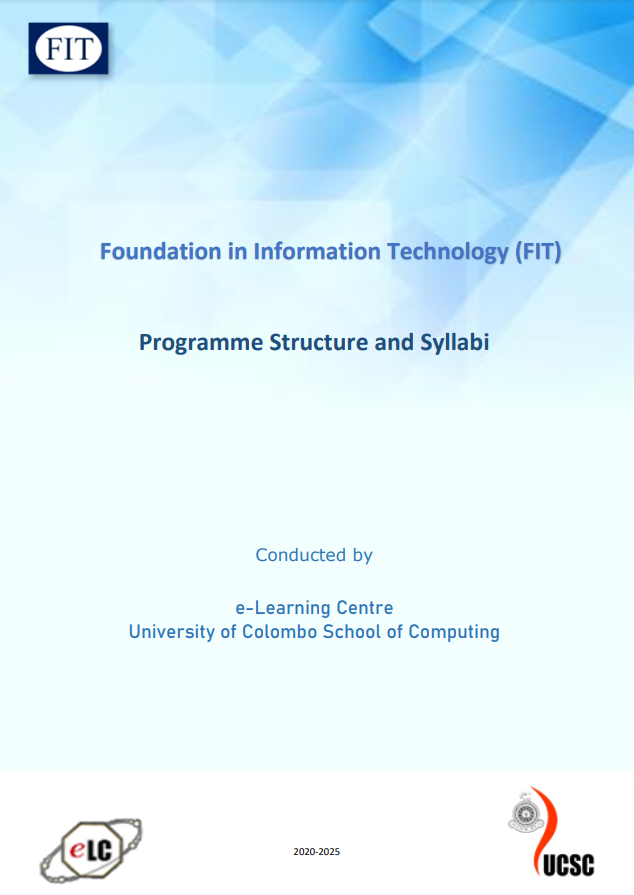 FIT
Foundation in Information Technology (FIT)
Programme Structure and Syllabi
Conducted by
e-Learning Centre
University of Colombo School of Computing
eLC
2020-2025
UCSC